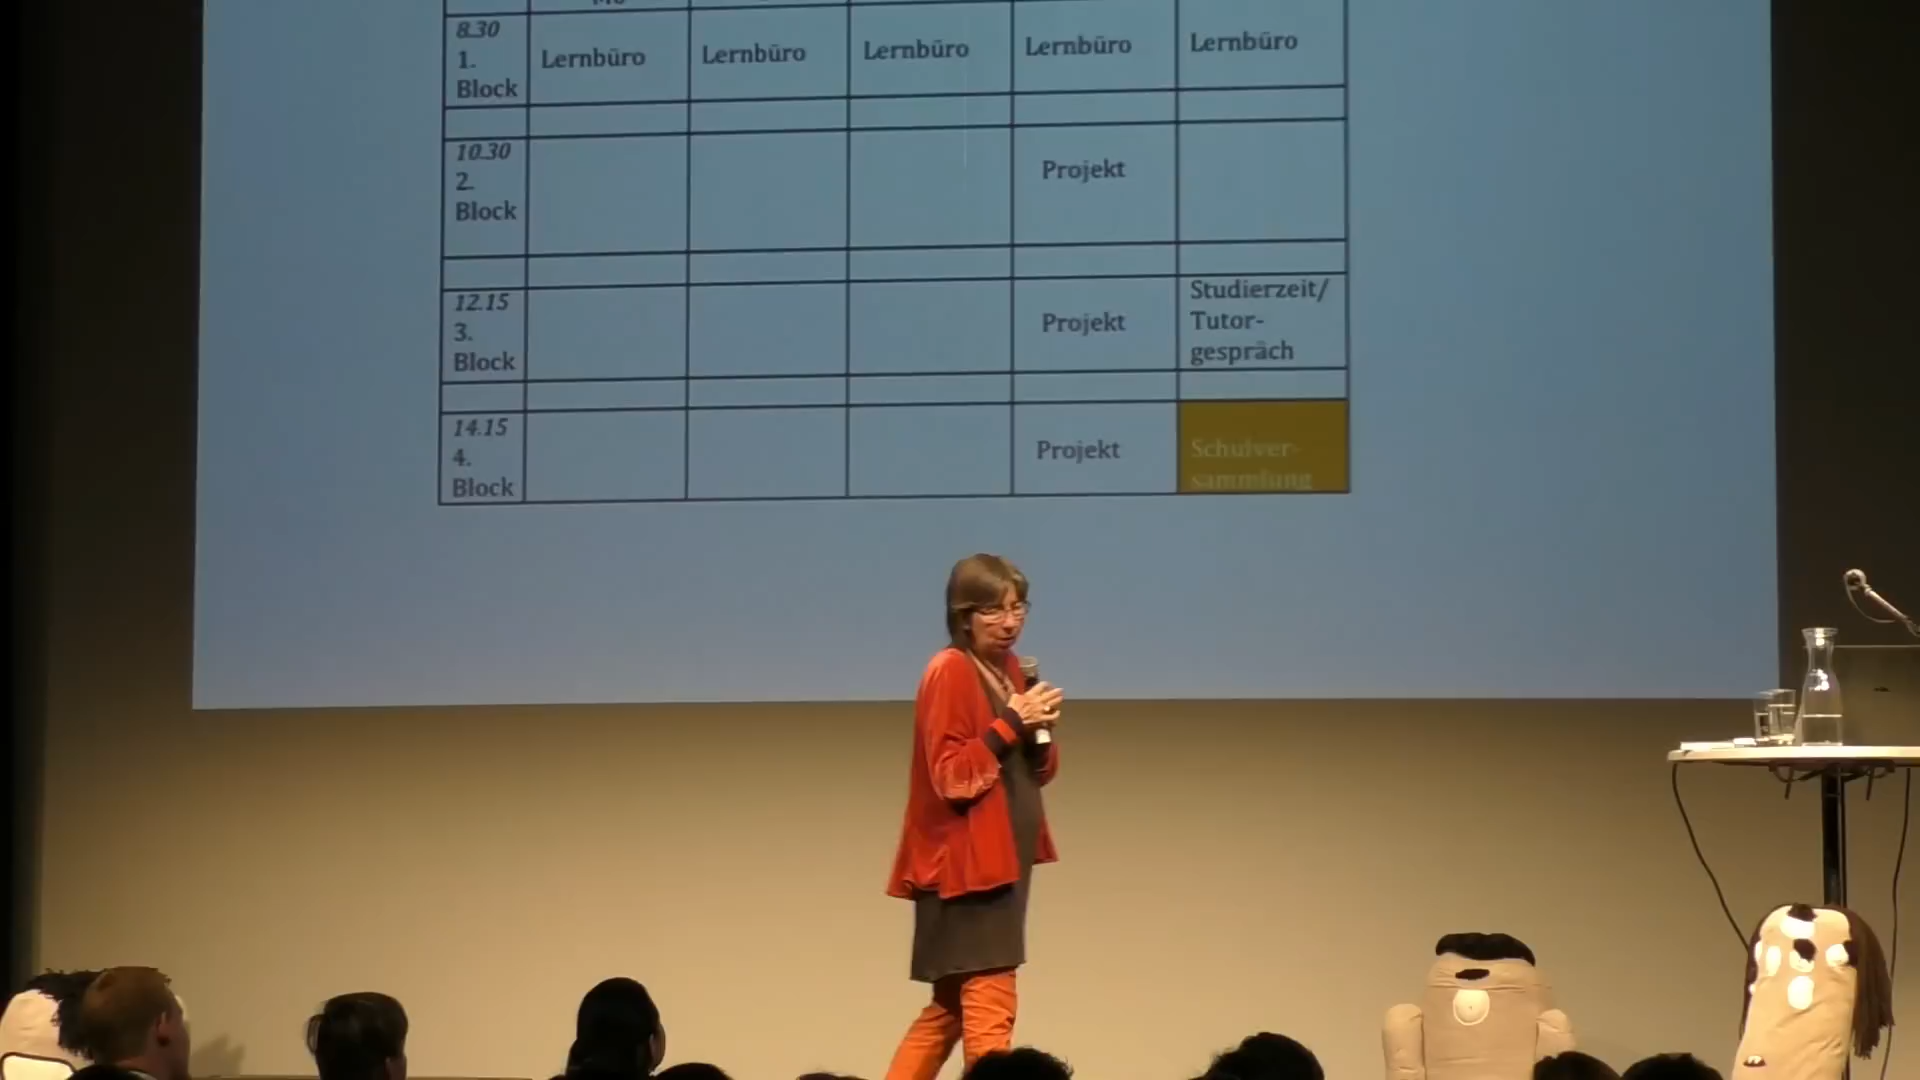 8.30
1.
Block
Lernbüro
Lernbüro
Lernbüro
Lernbüro
Lernbüro
10.30
2.
Block
Projekt
12.15
3.
Block
Projekt
Studierzeit/
Tutor-
gespräch
14.15
4.
Block
Projekt
Schulver-
sammlung